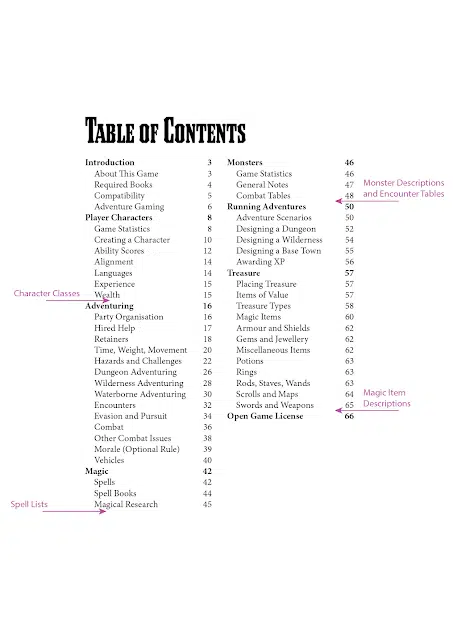 TABLE OF CONTENTS
Introduction 3
About This Game 3
Required Books 4
Compatibility 5
Adventure Gaming 6
Player Characters 8
Game Statistics 8
Creating a Character 10
Ability Scores 12
Alignment 14
Languages 14
Experience 15
Character Classes
Wealth 15
Adventuring 16
Party Organisation 16
Hired Help 17
Retainers 18
Time, Weight, Movement 20
Hazards and Challenges 22
Dungeon Adventuring 26
Wilderness Adventuring 28
Waterborne Adventuring 30
Encounters 32
Evasion and Pursuit 34
Combat 36
Other Combat Issues 38
Morale (Optional Rule) 39
Vehicles 40
Magic 42
Spells 42
Spell Books 44
Spell Lists
Magical Research 45
Monsters 46
Game Statistics 46
General Notes 47
Monster Descriptions
and Encounter Tables
Combat Tables 48
Running Adventures 50
Adventure Scenarios 50
Designing a Dungeon 52
Designing a Wilderness 54
Designing a Base Town 55
Awarding XP 56
Treasure 57
Placing Treasure 57
Items of Value 57
Treasure Types 58
Magic Items 60
Armour and Shields 62
Gems and Jewellery 62
Miscellaneous Items 62
Potions 63
Rings 63
Rods, Staves, Wands 63
Scrolls and Maps 64
Magic Item
Descriptions
Swords and Weapons 65
Open Game License 66